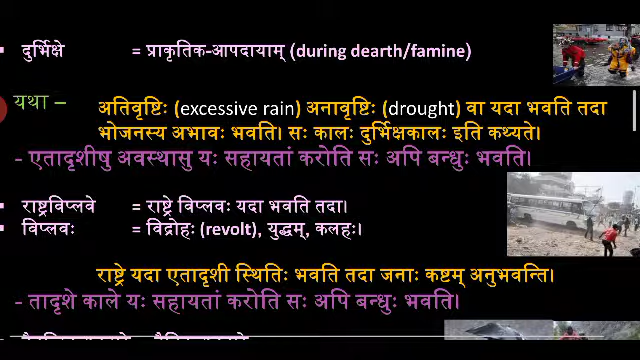 ▪ दुर्भिक्षे = प्राकृतिक-आपदायाम् (during dearth/famine)
यथा –
अतिवृष्टिः (excessive rain) अनावृष्टिः (drought) वा यदा भवति तदा
भोजनस्य अभावः भवति। सः कालः दुर्भिक्षकालः इति कथ्यते।
- एतादृशीषु अवस्थासु यः सहायतां करोति सः अपि बन्धुः भवति।
▪ राष्ट्रविप्लवे = राष्ट्रे विप्लवः यदा भवति तदा।
▪ विप्लवः = विद्रोहः (revolt), युद्धम्, कलहः।
राष्ट्रे यदा एतादृशी स्थितिः भवति तदा जनाः कष्टम् अनुभवन्ति।
- तादृशे काले यः सहायतां करोति सः अपि बन्धुः भवति।